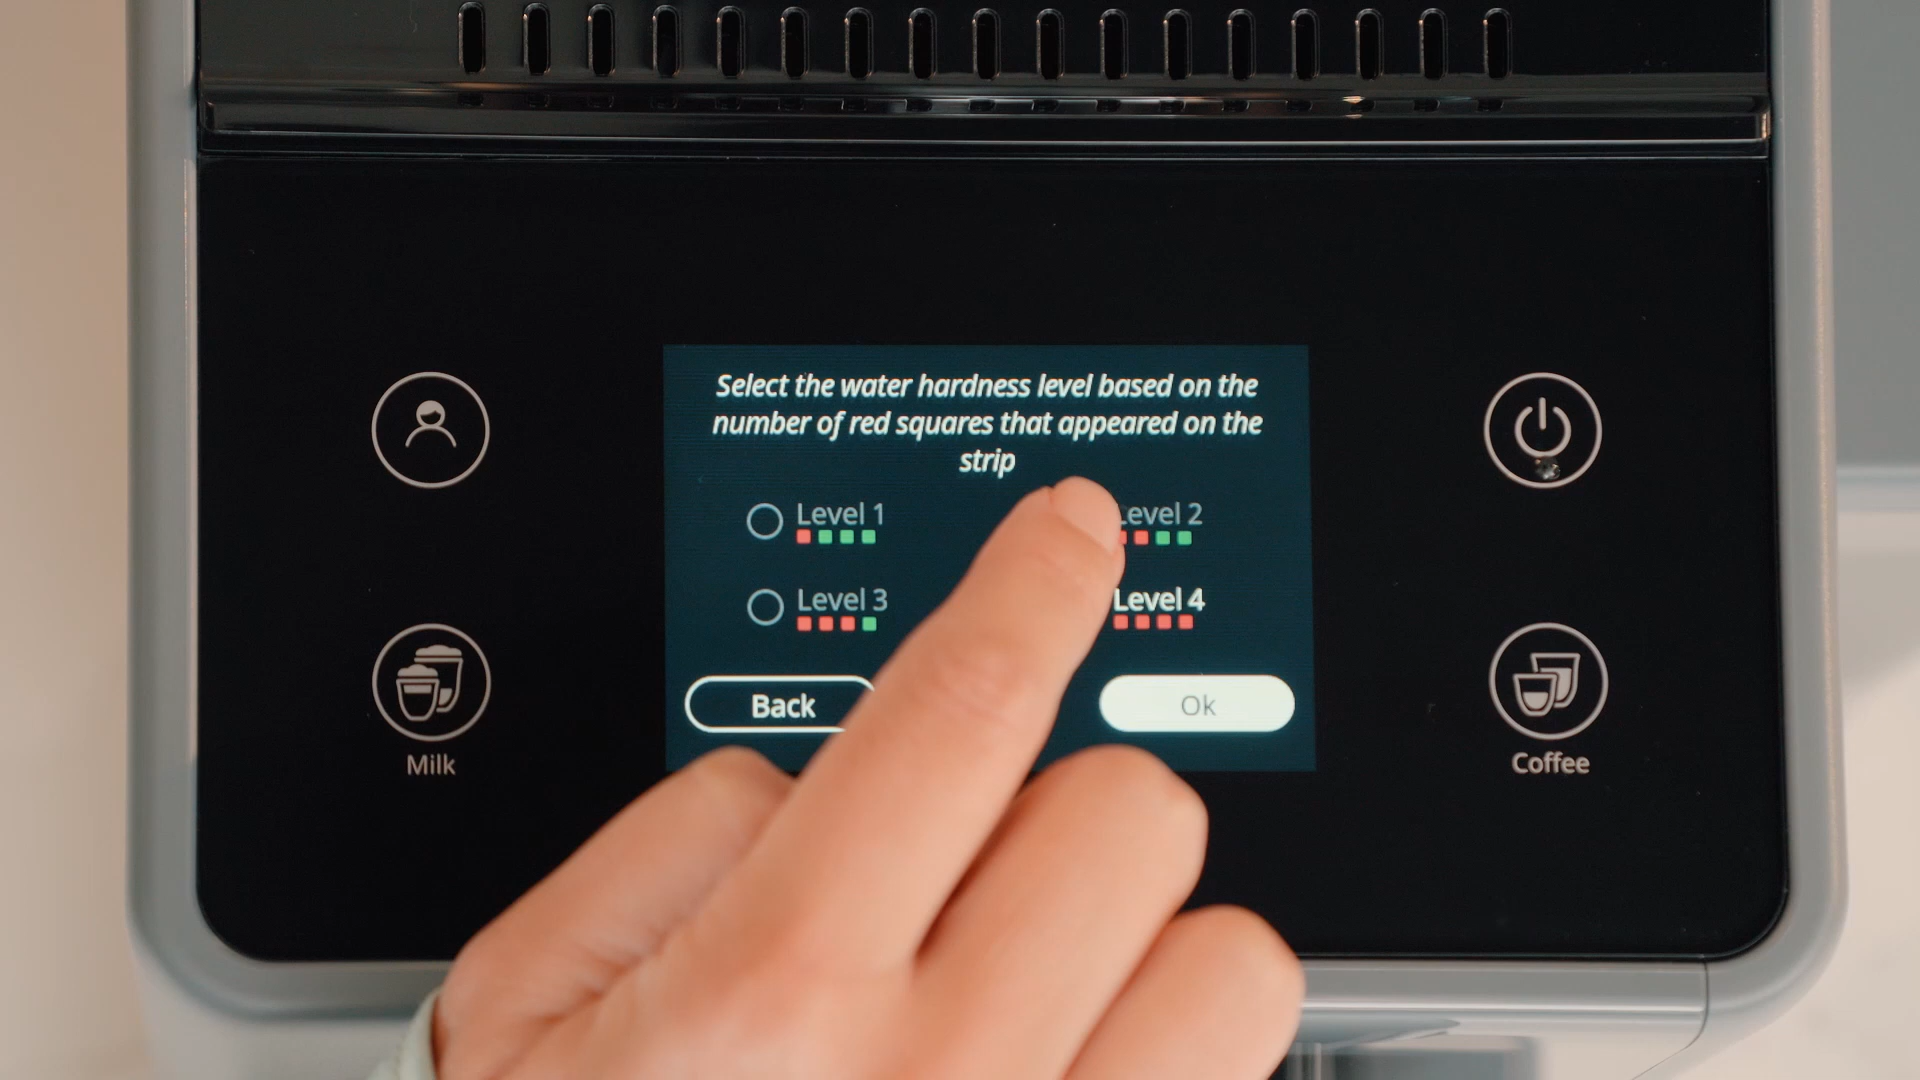 Select the water hardness level based on the
number of red squares that appeared on the
strip
Level 1
Level 2
Level 3
Level 4
Back
Ok
Milk
Coffee